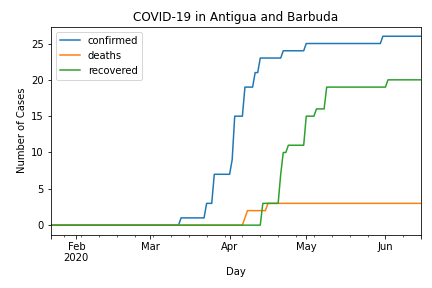 COVID-19 in Antigua and Barbuda
confirmed
deaths
recovered
Number of Cases
25
20
15
10
5
0
Feb Mar Apr May Jun
2020
Day